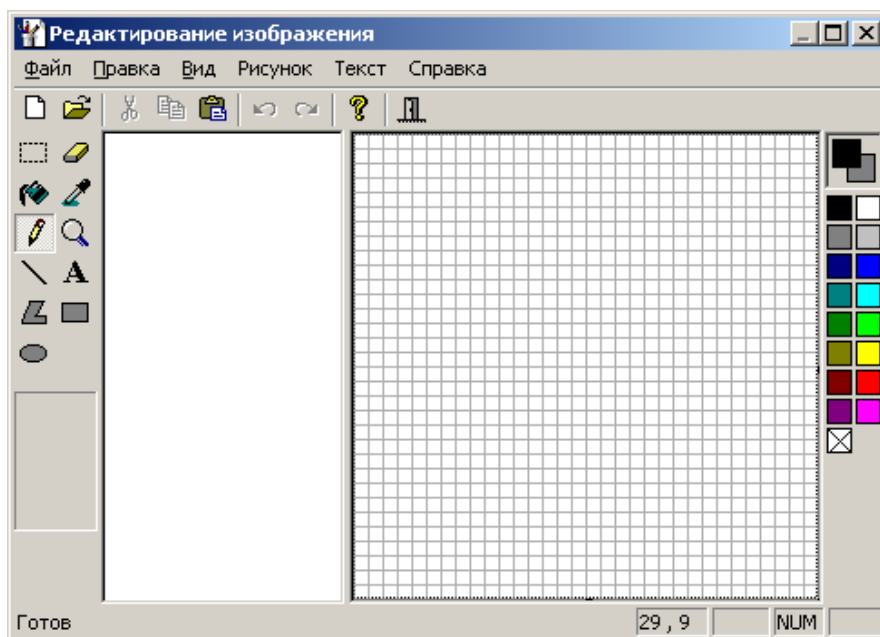 Редактирование изображения
Файл Правка Вид Рисунок Текст Справка
A
Готов 29 , 9 NUM